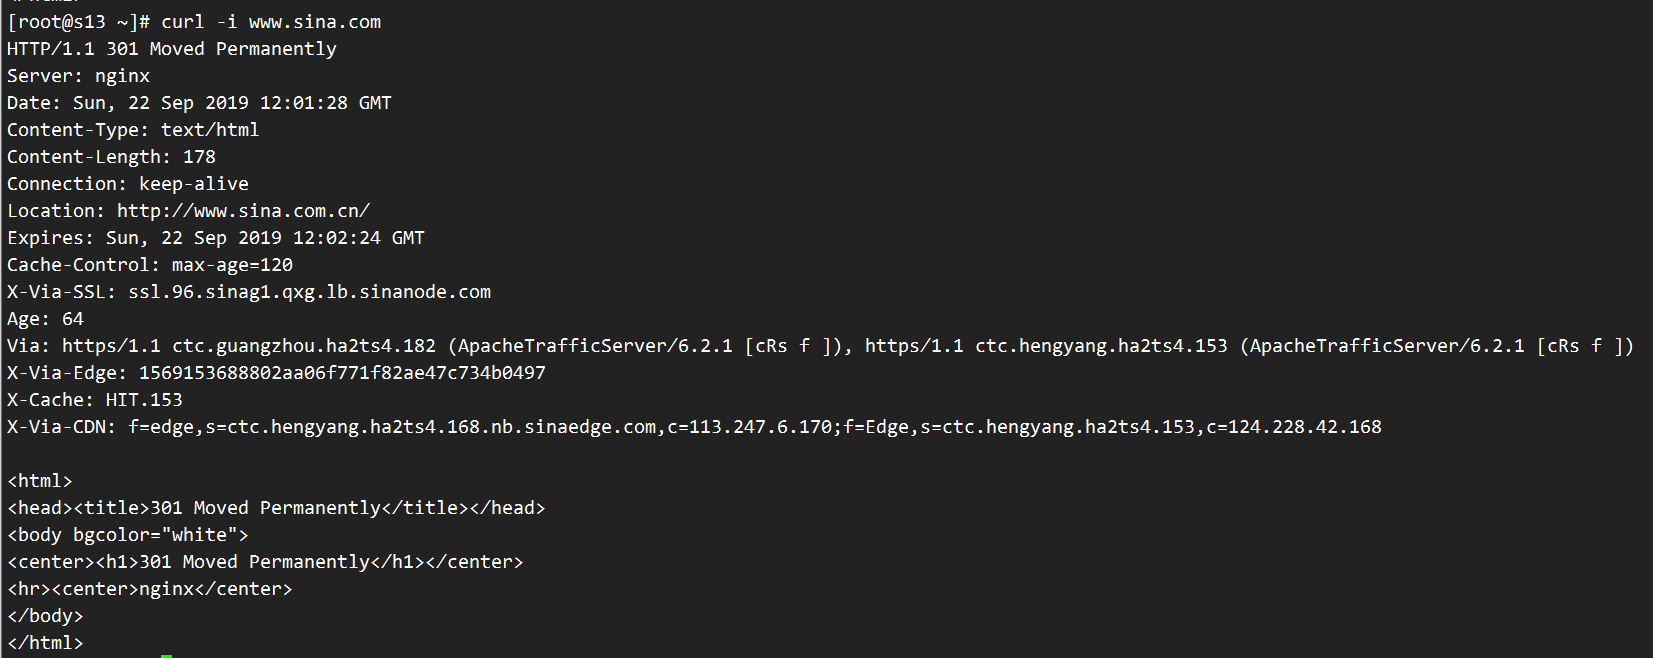 [root@s13 ~]# curl -i www.sina.com
HTTP/1.1 301 Moved Permanently
Server: nginx
Date: Sun, 22 Sep 2019 12:01:28 GMT
Content-Type: text/html
Content-Length: 178
Connection: keep-alive
Location: http://www.sina.com.cn/
Expires: Sun, 22 Sep 2019 12:02:24 GMT
Cache-Control: max-age=120
X-Via-SSL: ssl.96.sinag1.qxg.lb.sinanode.com
Age: 64
Via: https/1.1 ctc.guangzhou.ha2ts4.182 (ApacheTrafficServer/6.2.1 [cRs f ]), https/1.1 ctc.hengyang.ha2ts4.153 (ApacheTrafficServer/6.2.1 [cRs f ])
X-Via-Edge: 1569153688802aa06f771f82ae47c734b0497
X-Cache: HIT.153
X-Via-CDN: f=edge,s=ctc.hengyang.ha2ts4.168.nb.sinaedge.com,c=113.247.6.170;f=Edge,s=ctc.hengyang.ha2ts4.153,c=124.228.42.168
<html>
<head><title>301 Moved Permanently</title></head>
<body bgcolor="white">
<center><h1>301 Moved Permanently</h1></center>
<hr><center>nginx</center>
</body>
</html>